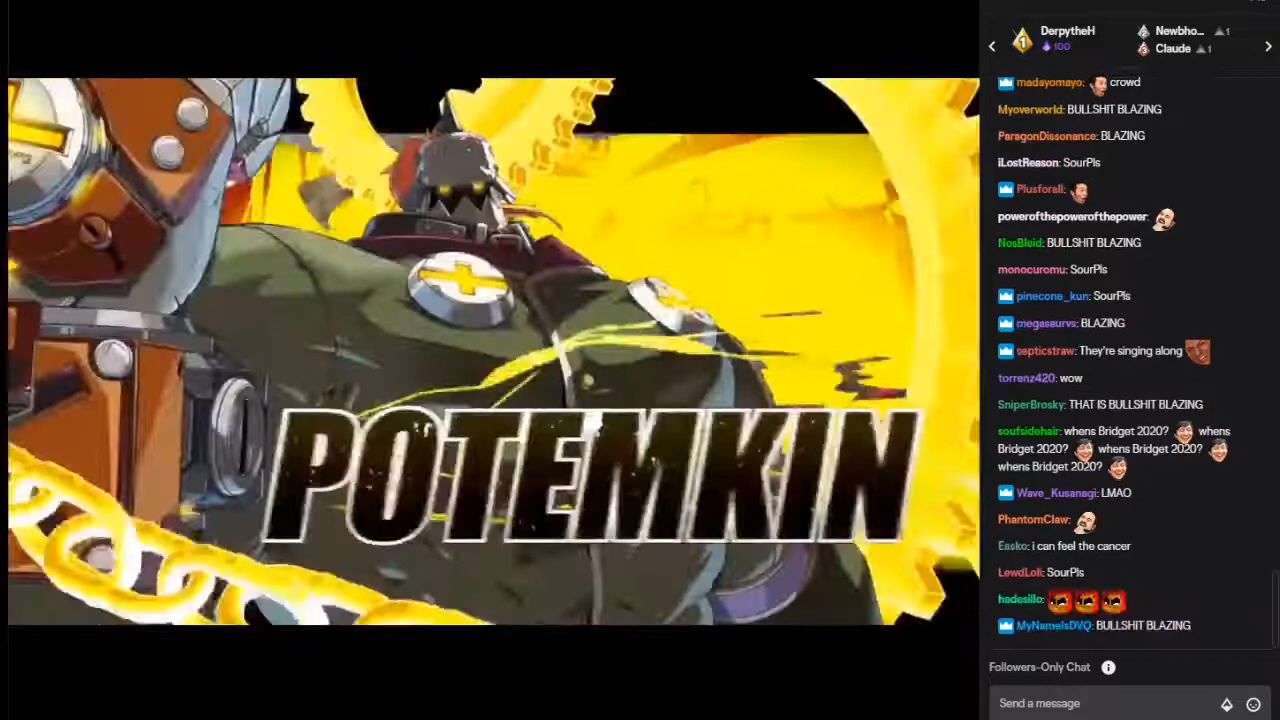 POTEMKIN
1
DerpytheH
100
Newbho... 1
Claude 1
madayomayo: crowd
Myoverworld: BULLSHIT BLAZING
ParagonDissonance: BLAZING
iLostReason: SourPls
Plusforall:
powerofthepowerofthepower:
NosBleid: BULLSHIT BLAZING
monocuromu: SourPls
pinecone_kun: SourPls
megasaurvs: BLAZING
septicstraw: They're singing along
torrenz420: wow
SniperBrosky: THAT IS BULLSHIT BLAZING
soufsidehair: whens Bridget 2020? whens
Bridget 2020? whens Bridget 2020?
whens Bridget 2020?
Wave_Kusanagi: LMAO
PhantomClaw:
Easko: i can feel the cancer
LewdLoli: SourPls
hadesillo:
MyNameIsDVQ: BULLSHIT BLAZING
Followers-Only Chat
Send a message